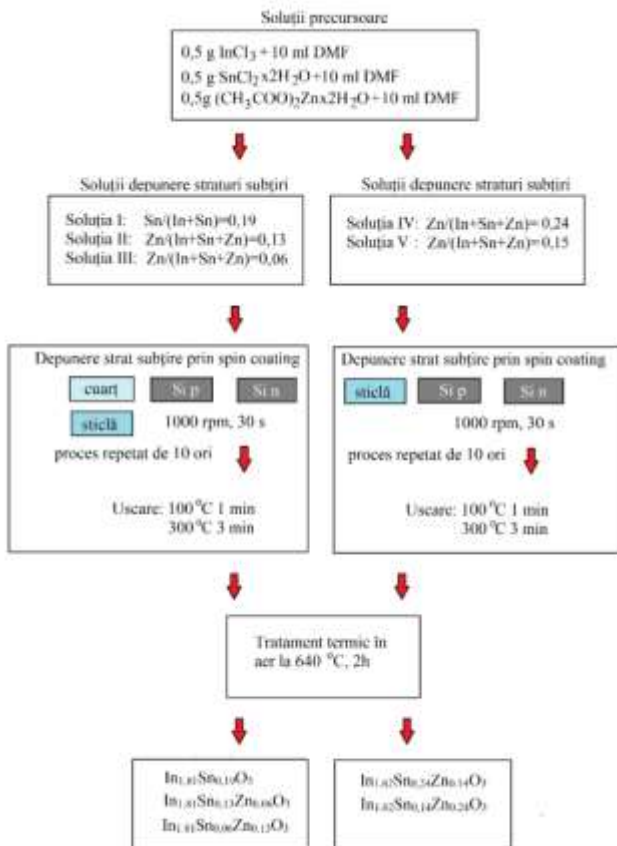 Soluții precursoare
0,5 g InCl₃ +10 ml DMF
0,5 g SnCl₂x2H₂O +10 ml DMF
0,5g (CH₃COO)₂Znx2H₂O +10 ml DMF
Soluții depunere straturi subțiri
Soluția I: Sn/(In+Sn)=0,19
Soluția II: Zn/(In+Sn+Zn)=0,13
Soluția III: Zn/(In+Sn+Zn)=0,06
Soluții depunere straturi subțiri
Soluția IV: Zn/(In+Sn+Zn)= 0,24
Soluția V : Zn/(In+Sn+Zn)=0,15
Depunere strat subțire prin spin coating
cuarț Si p Si n
sticlă 1000 rpm, 30 s
proces repetat de 10 ori
Uscare: 100 °C 1 min
300 °C 3 min
Depunere strat subțire prin spin coating
sticlă Si p Si n
1000 rpm, 30 s
proces repetat de 10 ori
Uscare: 100 °C 1 min
300 °C 3 min
Tratament termic în
aer la 640 °C, 2h
In₁.₈₁Sn₀.₁₉O₃
In₁.₈₁Sn₀.₁₃Zn₀.₀₆O₃
In₁.₈₁Sn₀.₀₆Zn₀.₁₃O₃
In₁.₆₂Sn₀.₂₄Zn₀.₁₄O₃
In₁.₆₂Sn₀.₁₄Zn₀.₂₄O₃